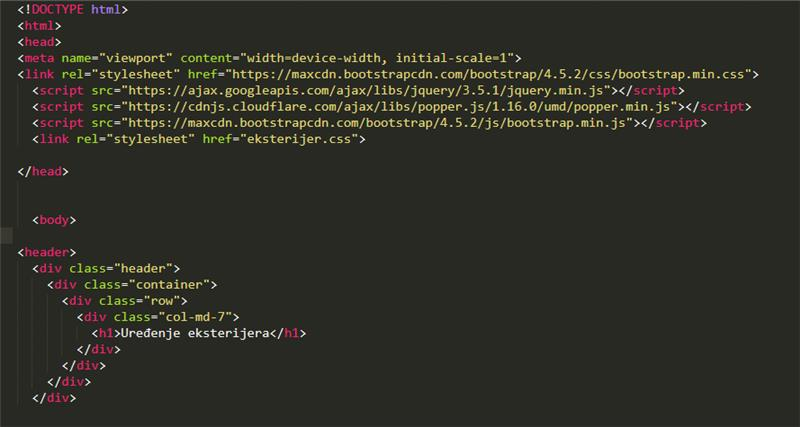 <!DOCTYPE html>
<html>
<head>
<meta name="viewport" content="width=device-width, initial-scale=1">
<link rel="stylesheet" href="https://maxcdn.bootstrapcdn.com/bootstrap/4.5.2/css/bootstrap.min.css">
  <script src="https://ajax.googleapis.com/ajax/libs/jquery/3.5.1/jquery.min.js"></script>
  <script src="https://cdnjs.cloudflare.com/ajax/libs/popper.js/1.16.0/umd/popper.min.js"></script>
  <script src="https://maxcdn.bootstrapcdn.com/bootstrap/4.5.2/js/bootstrap.min.js"></script>
  <link rel="stylesheet" href="eksterijer.css">
</head>
  <body>
<header>
  <div class="header">
    <div class="container">
      <div class="row">
        <div class="col-md-7">
          <h1>Uređenje eksterijera</h1>
        </div>
      </div>
    </div>
  </div>